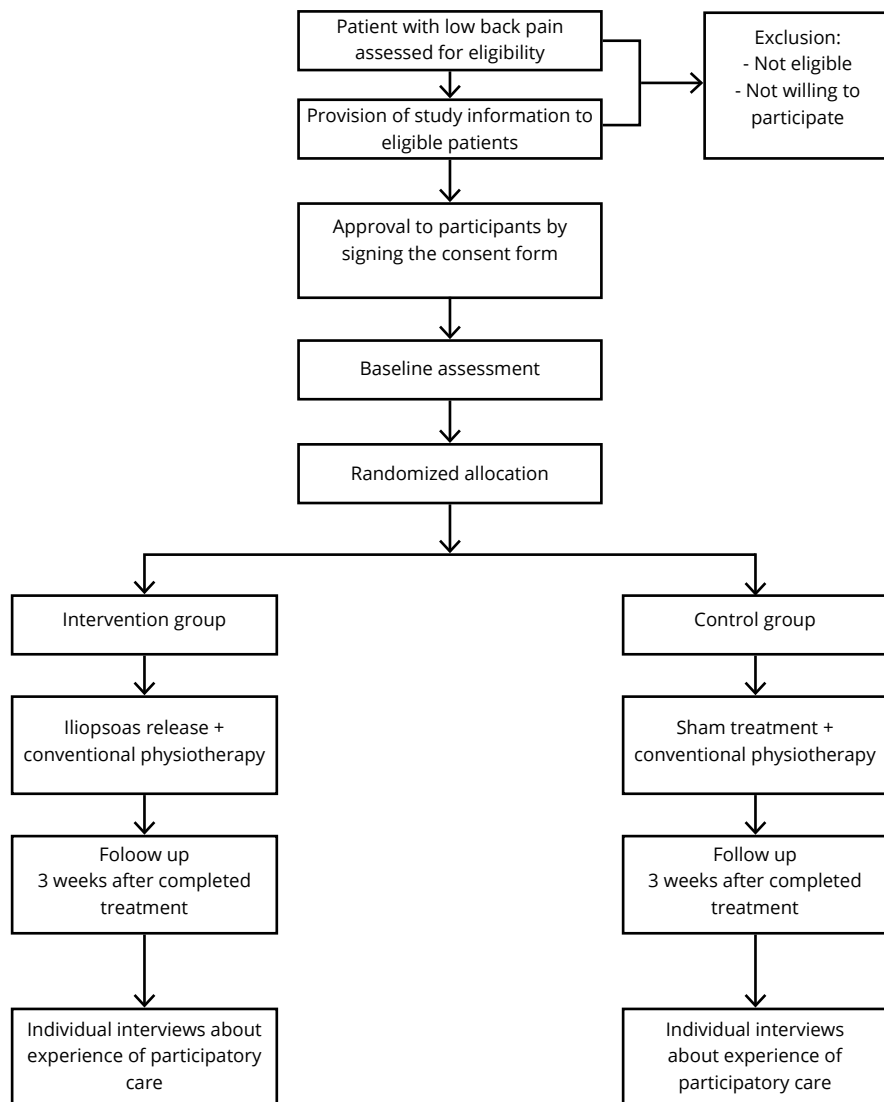 Patient with low back pain
assessed for eligibility
Exclusion:
- Not eligible
- Not willing to
participate
Provision of study information to
eligible patients
Approval to participants by
signing the consent form
Baseline assessment
Randomized allocation
Intervention group
Control group
Iliopsoas release +
conventional physiotherapy
Sham treatment +
conventional physiotherapy
Foloow up
3 weeks after completed
treatment
Follow up
3 weeks after completed
treatment
Individual interviews about
experience of participatory
care
Individual interviews
about experience of
participatory care